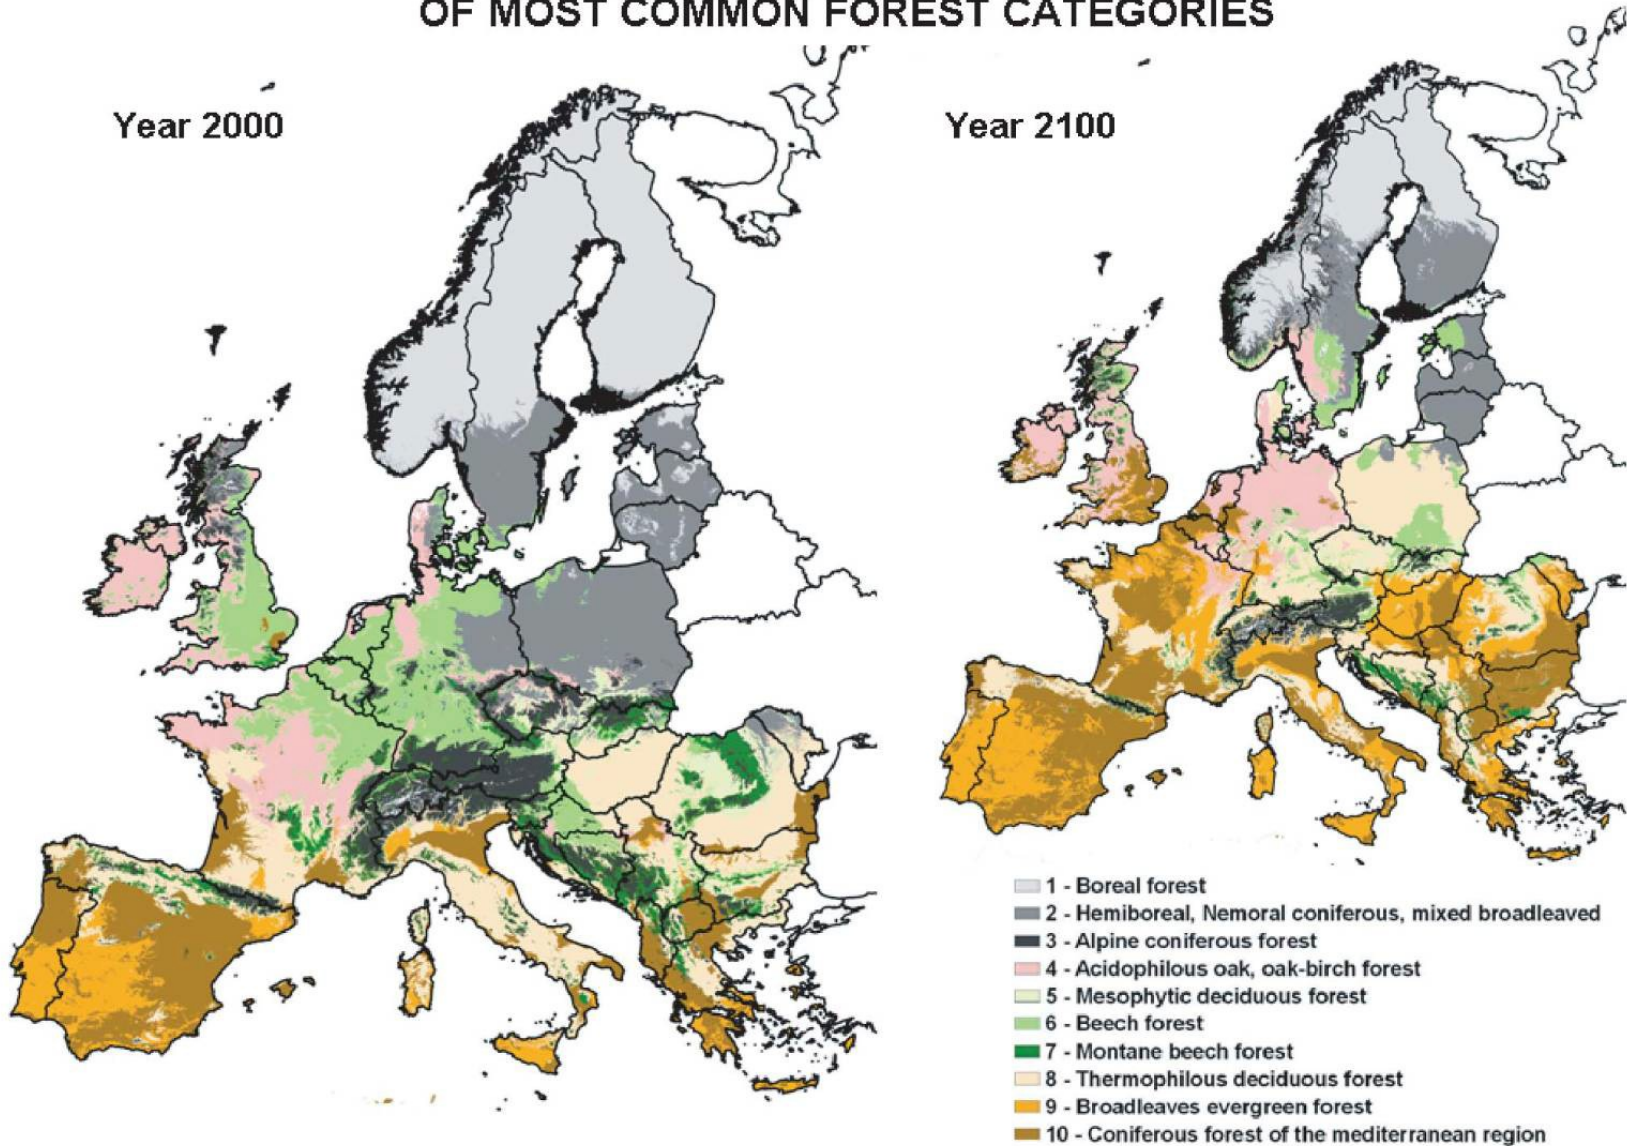 OF MOST COMMON FOREST CATEGORIES
Year 2000
Year 2100
1 - Boreal forest
2 - Hemiboreal, Nemoral coniferous, mixed broadleaved
3 - Alpine coniferous forest
4 - Acidophilous oak, oak-birch forest
5 - Mesophytic deciduous forest
6 - Beech forest
7 - Montane beech forest
8 - Thermophilous deciduous forest
9 - Broadleaves evergreen forest
10 - Coniferous forest of the mediterranean region